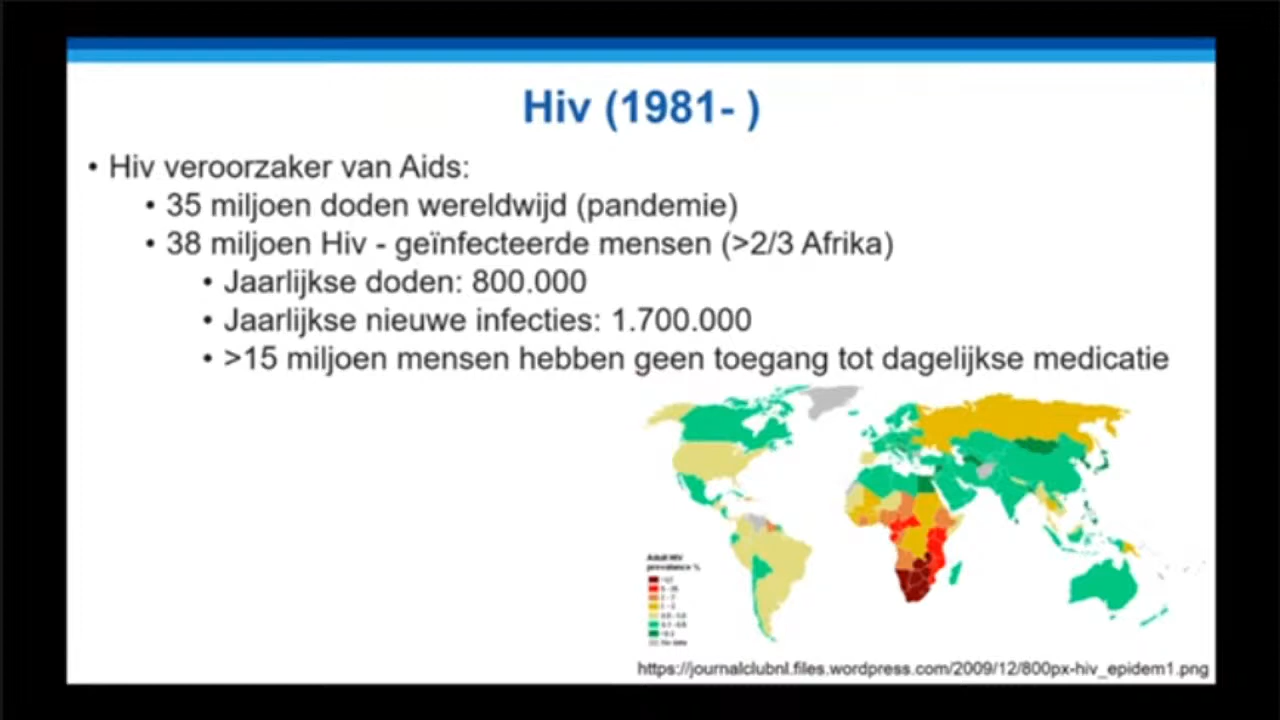 Hiv (1981- )
• Hiv veroorzaker van Aids:
• 35 miljoen doden wereldwijd (pandemie)
• 38 miljoen Hiv - geïnfecteerde mensen (>2/3 Afrika)
• Jaarlijkse doden: 800.000
• Jaarlijkse nieuwe infecties: 1.700.000
• >15 miljoen mensen hebben geen toegang tot dagelijkse medicatie
Adult HIV
prevalence %
No data
https://journalclubnl.files.wordpress.com/2009/12/800px-hiv_epidem1.png